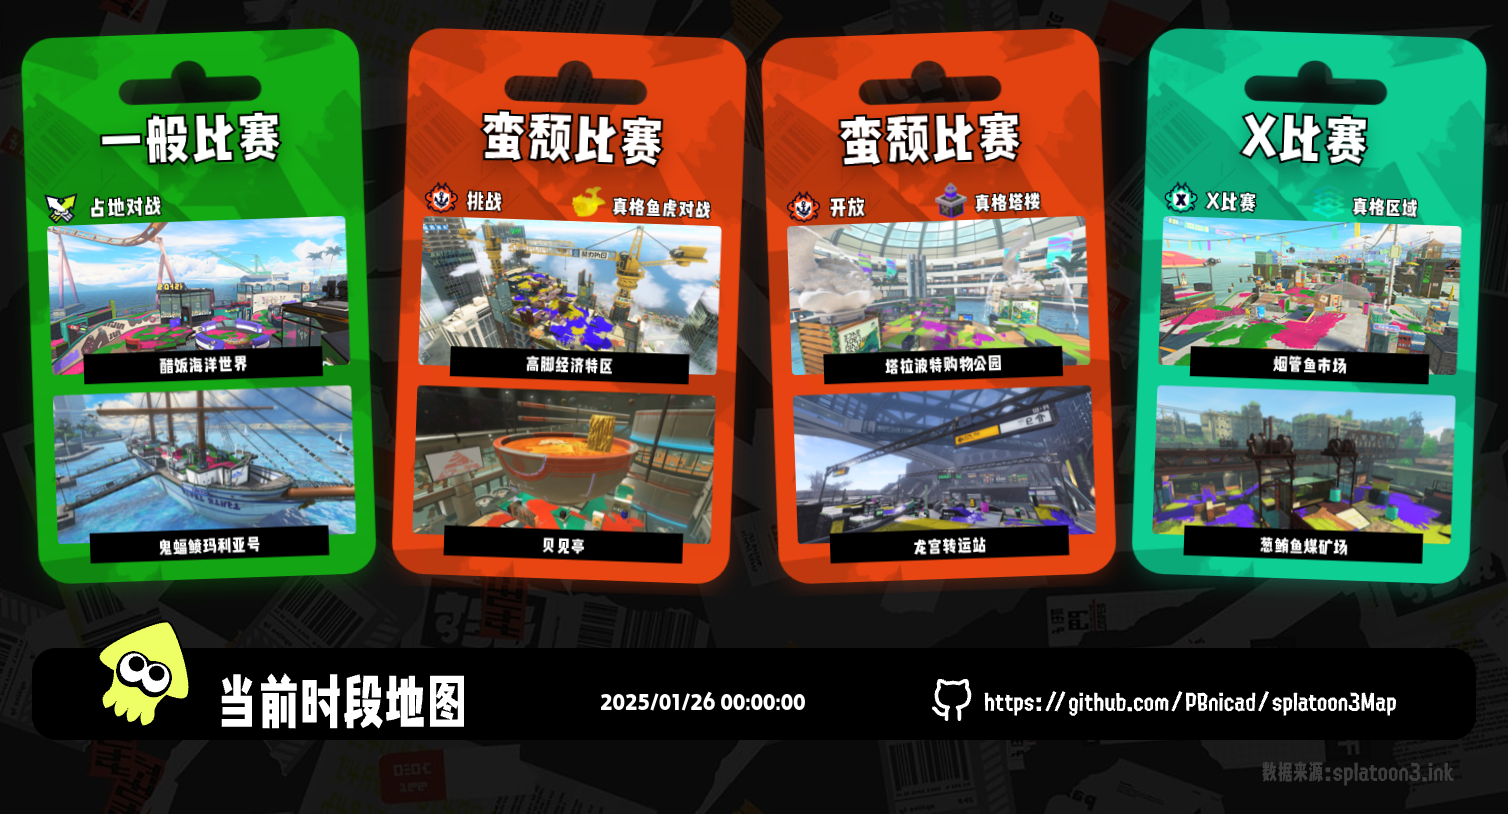 一般比赛
占地对战
醋饭海洋世界
鬼蝠鲼玛利亚号
蛮颓比赛
挑战
真格鱼虎对战
高脚经济特区
贝见亭
蛮颓比赛
开放
真格塔楼
塔拉波特购物公园
龙宫转运站
X比赛
X比赛
真格区域
烟管鱼市场
葱鲔鱼煤矿场
当前时段地图
2025/01/26 00:00:00
https://github.com/PBnicad/splatoon3Map
数据来源:splatoon3.ink